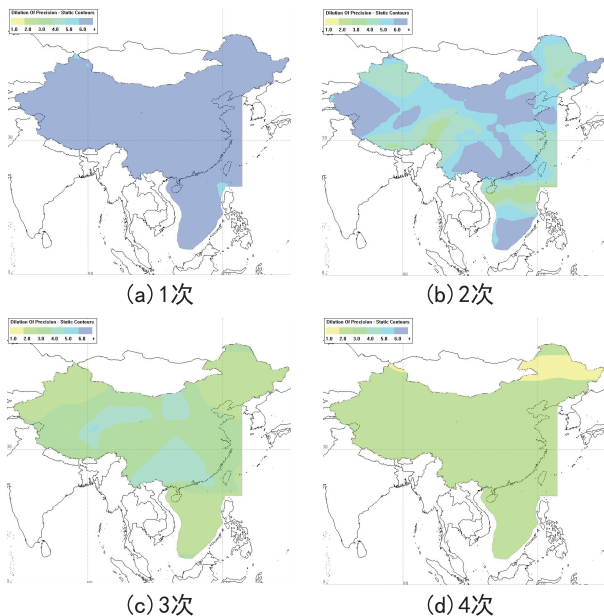 Dilution Of Precision - Static Contours
1.0 2.0 3.0 4.0 5.0 6.0 +
(a)1次
Dilution Of Precision - Static Contours
1.0 2.0 3.0 4.0 5.0 6.0 +
(b)2次
Dilution Of Precision - Static Contours
1.0 2.0 3.0 4.0 5.0 6.0 +
(c)3次
Dilution Of Precision - Static Contours
1.0 2.0 3.0 4.0 5.0 6.0 +
(d)4次